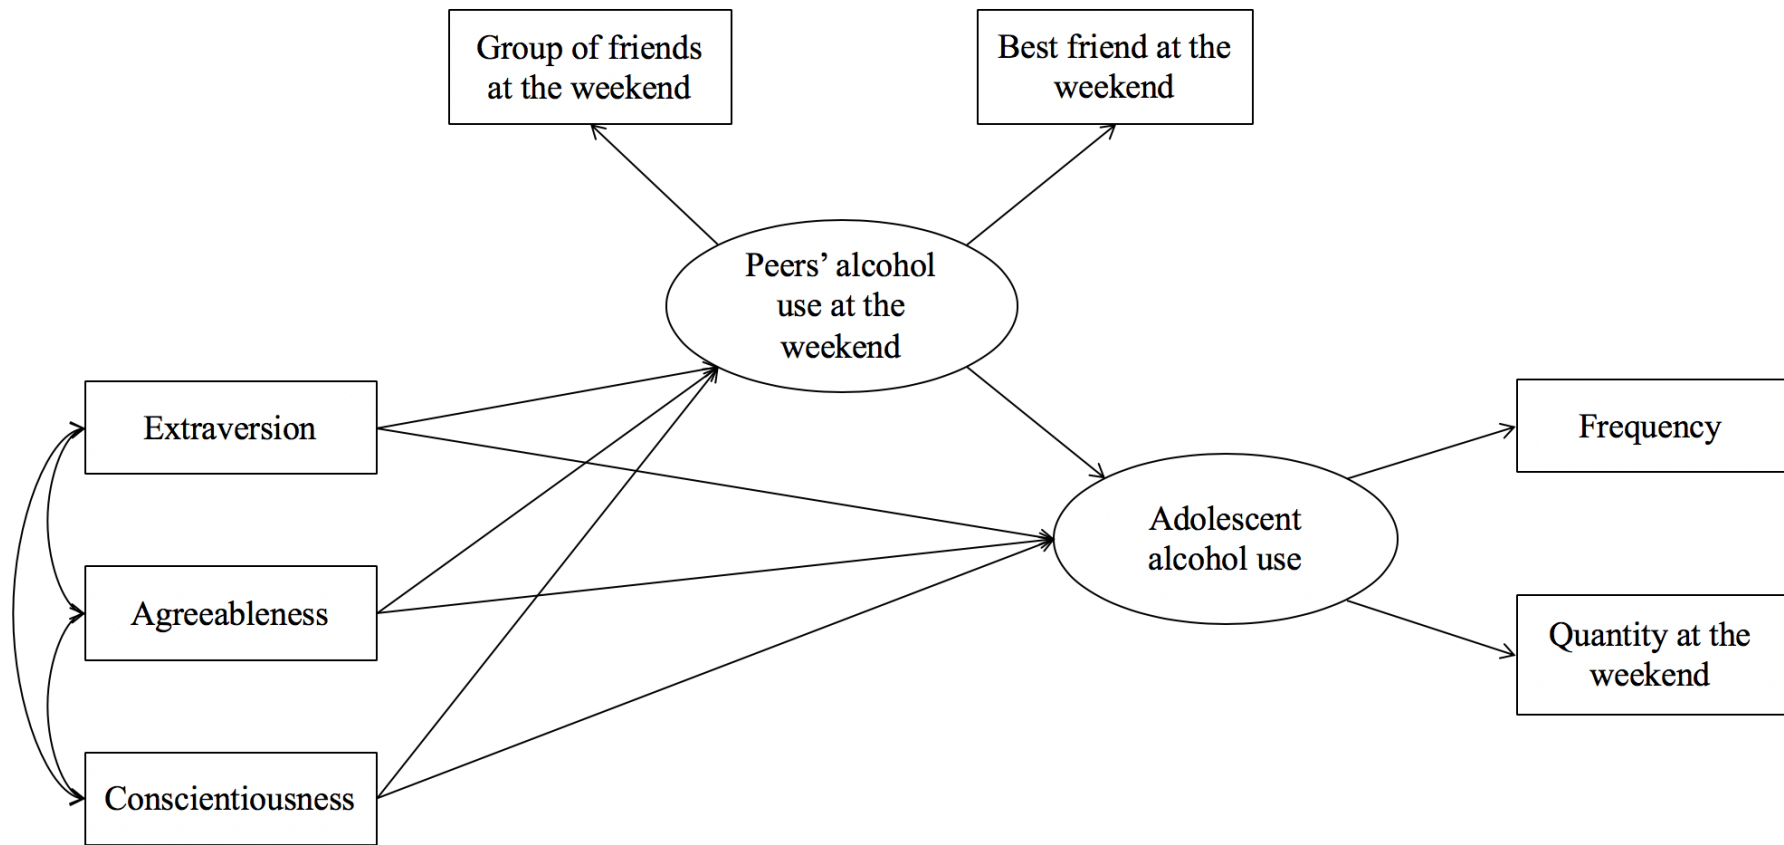 Group of friends
at the weekend
Best friend at the
weekend
Peers’ alcohol
use at the
weekend
Extraversion
Frequency
Adolescent
alcohol use
Agreeableness
Quantity at the
weekend
Conscientiousness